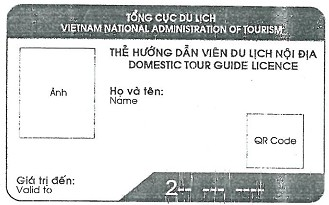 TỔNG CỤC DU LỊCH
VIETNAM NATIONAL ADMINISTRATION OF TOURISM
THẺ HƯỚNG DẪN VIÊN DU LỊCH NỘI ĐỊA
DOMESTIC TOUR GUIDE LICENCE
Ảnh
Họ và tên:
Name
QR Code
Giá trị đến:
Valid to
2-- --- ----